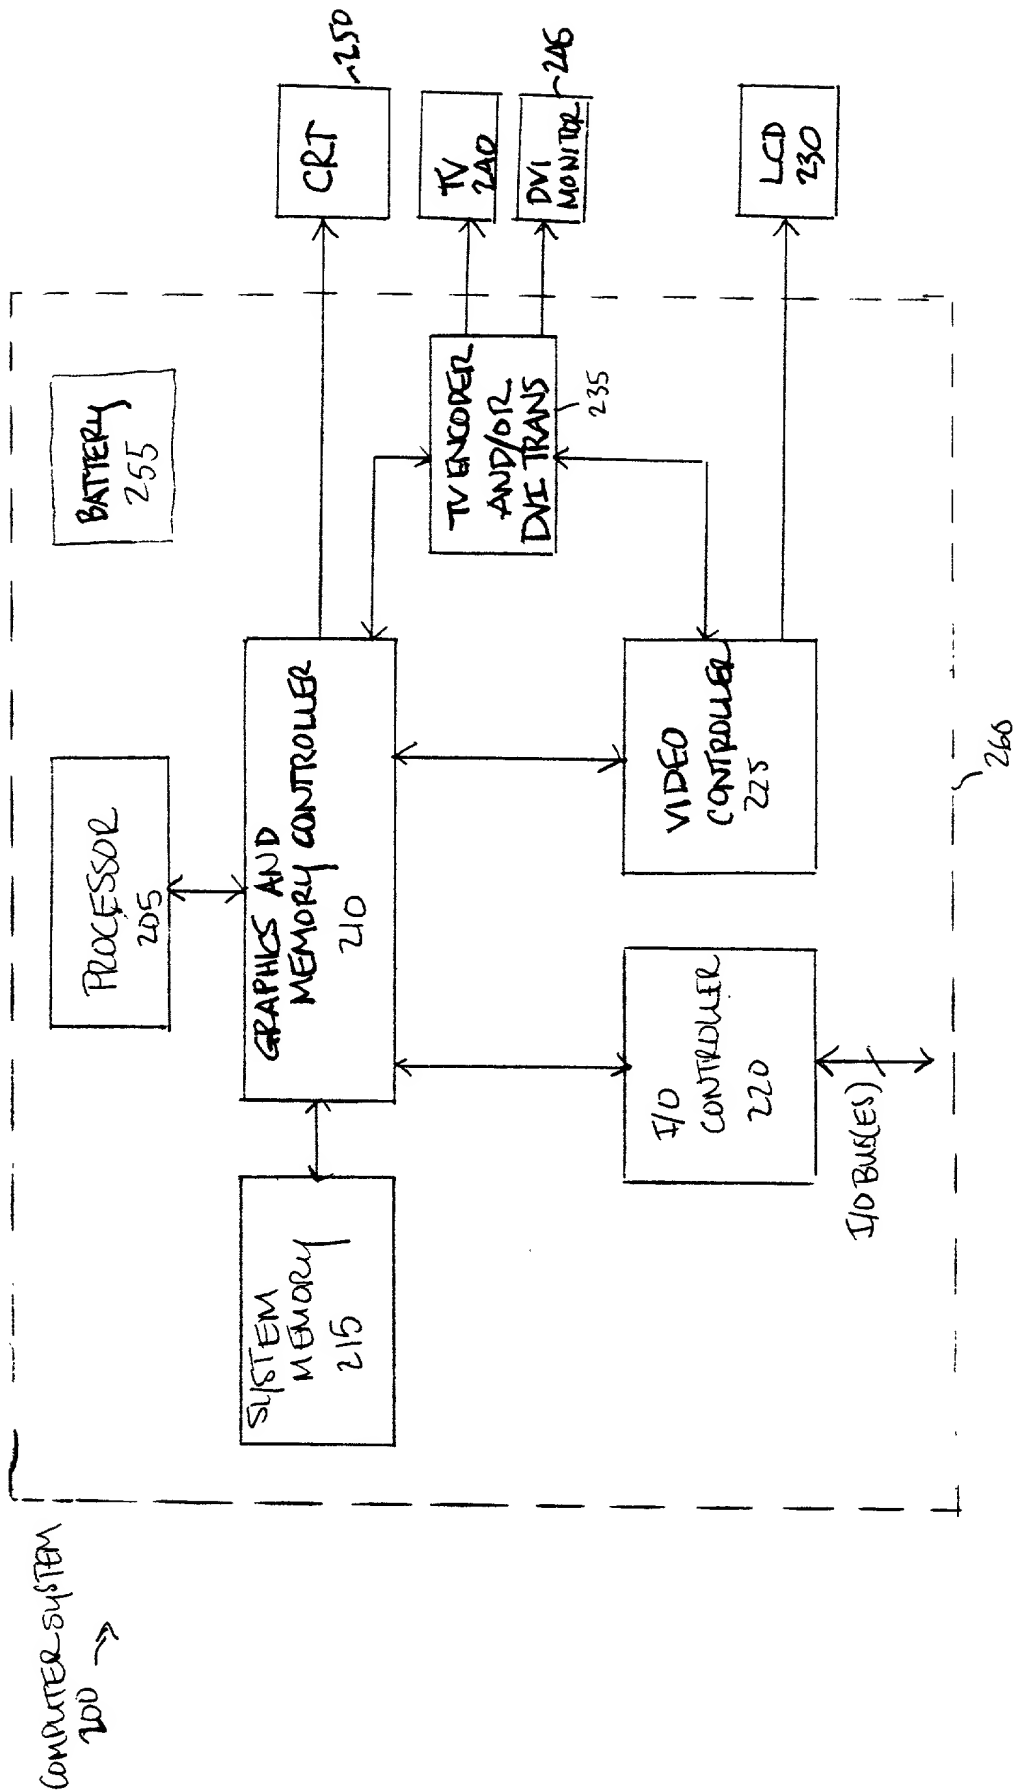 COMPUTER SYSTEM
200
PROCESSOR
205
BATTERY
255
SYSTEM
MEMORY
215
GRAPHICS AND
MEMORY CONTROLLER
210
CRT
250
TV ENCODER
AND/OR
DVI TRANS
235
TV
240
DVI
MONITOR
246
I/O
CONTROLLER
220
VIDEO
CONTROLLER
225
LCD
230
I/O BUS(ES)
260